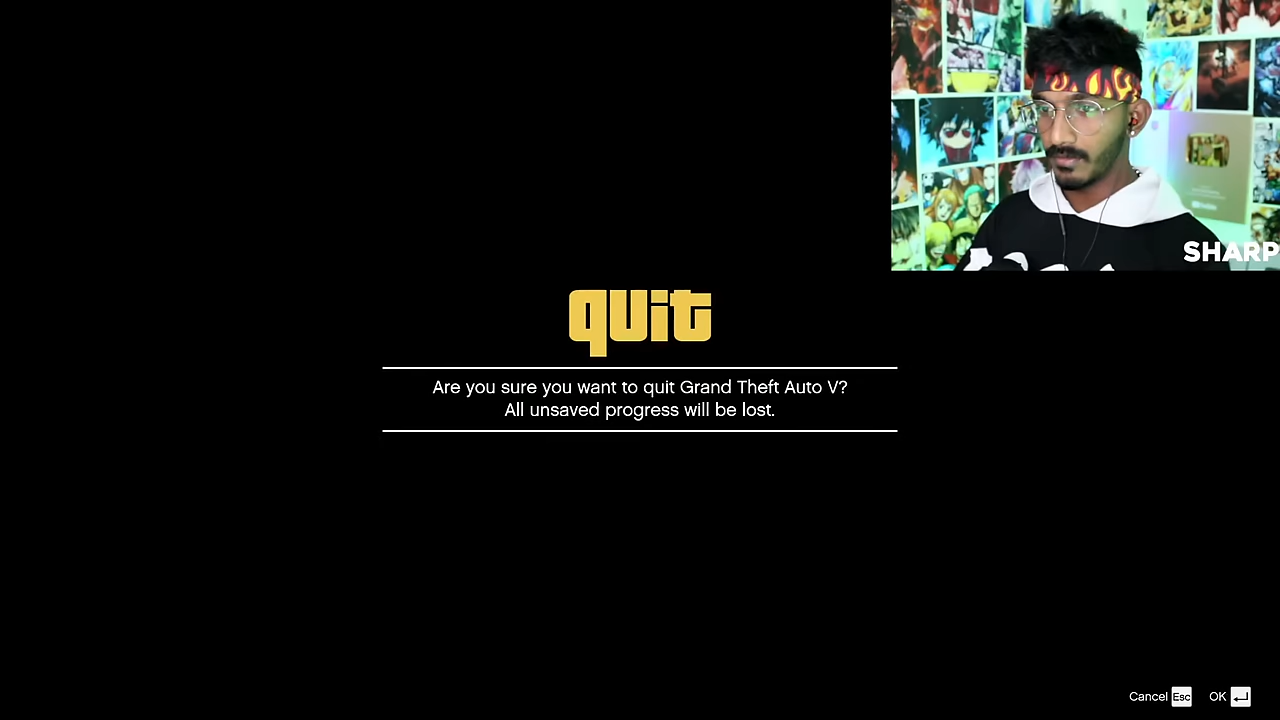 SHARP
quit
Are you sure you want to quit Grand Theft Auto V?
All unsaved progress will be lost.
Cancel Esc OK